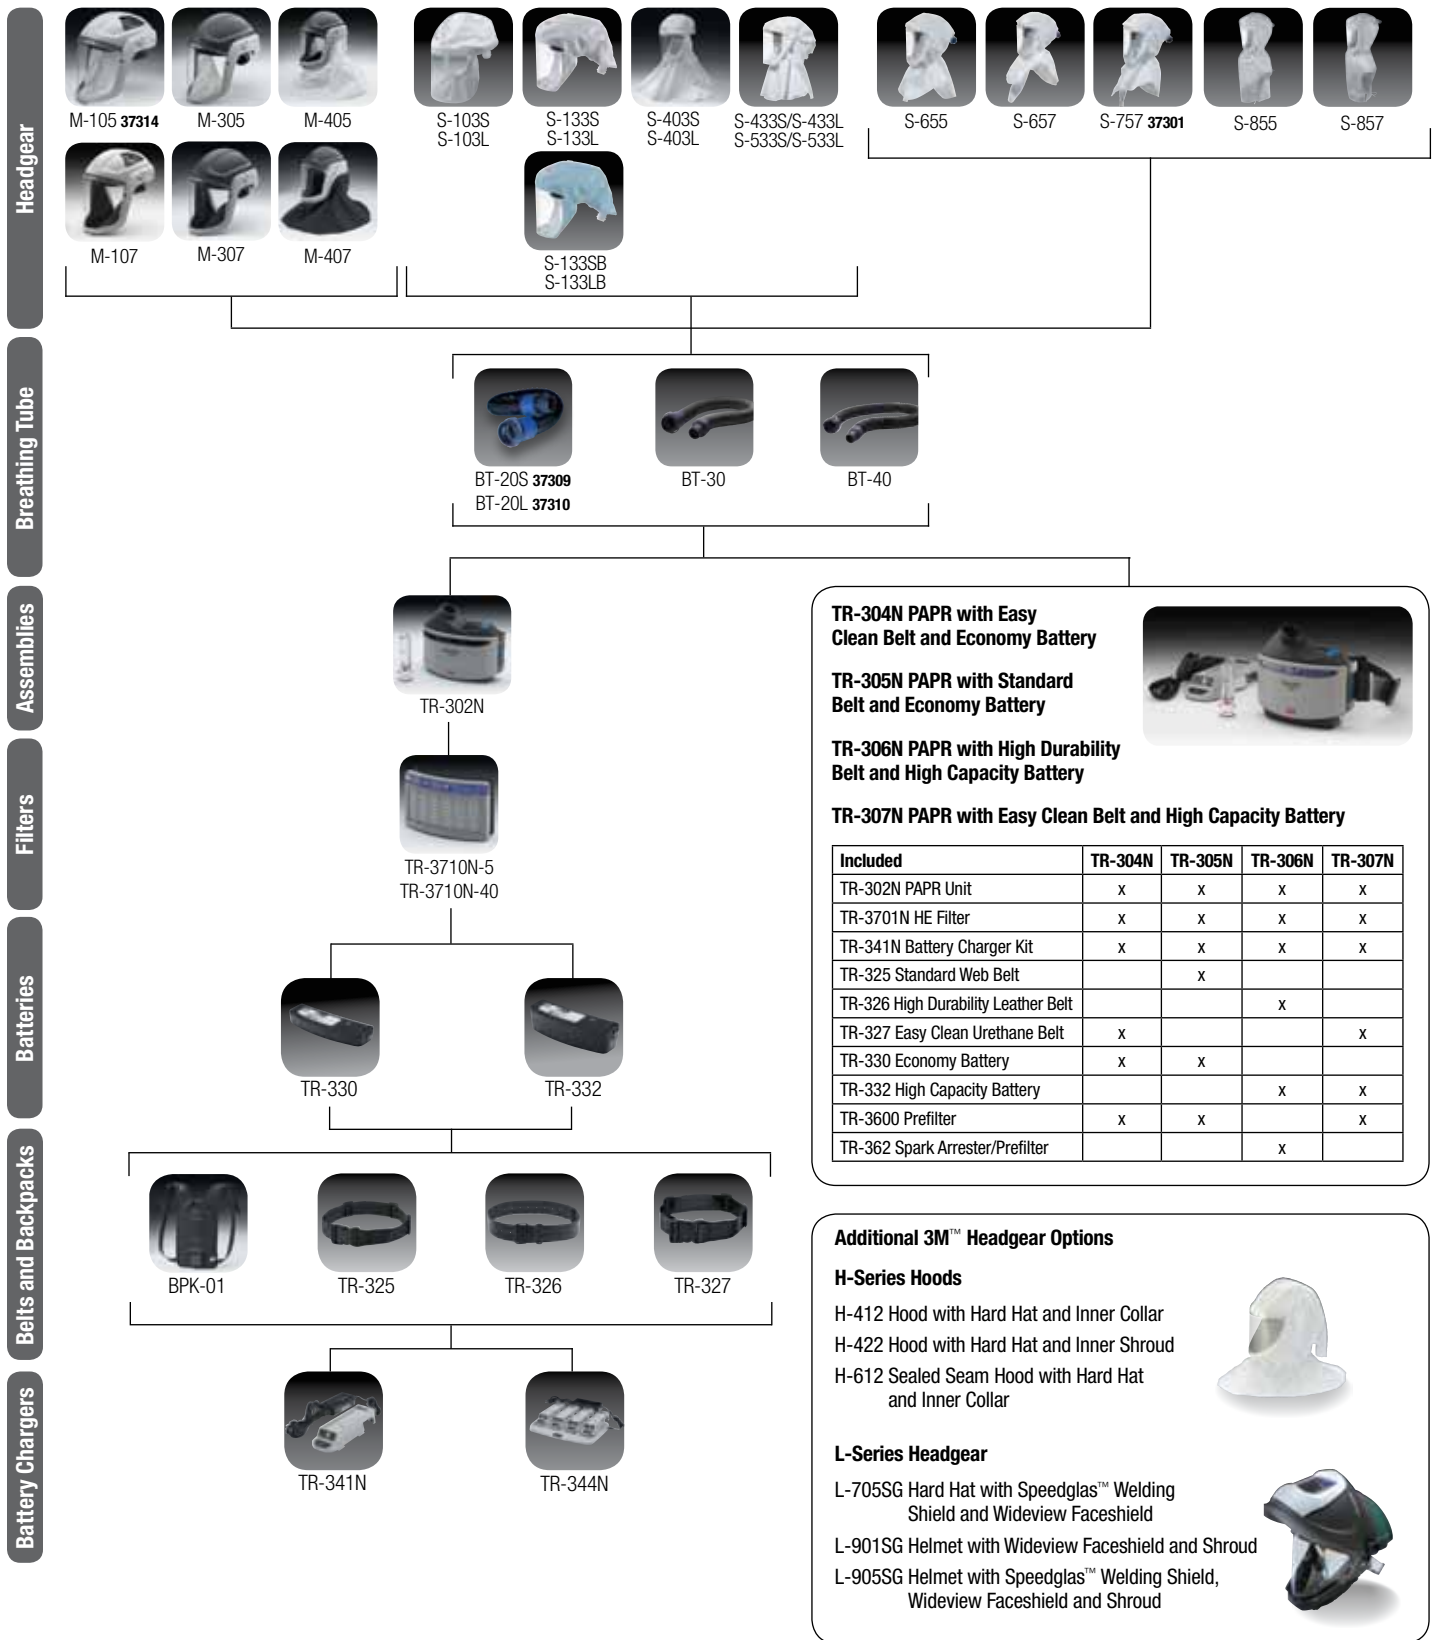 Headgear
M-105 37314
M-305
M-405
M-107
M-307
M-407
S-103S
S-103L
S-133S
S-133L
S-403S
S-403L
S-433S/S-433L
S-533S/S-533L
S-133SB
S-133LB
S-655
S-657
S-757 37301
S-855
S-857
Breathing Tube
BT-20S 37309
BT-20L 37310
BT-30
BT-40
Assemblies
TR-302N
Filters
TR-3710N-5
TR-3710N-40
Batteries
TR-330
TR-332
Belts and Backpacks
BPK-01
TR-325
TR-326
TR-327
Battery Chargers
TR-341N
TR-344N
TR-304N PAPR with Easy
Clean Belt and Economy Battery
TR-305N PAPR with Standard
Belt and Economy Battery
TR-306N PAPR with High Durability
Belt and High Capacity Battery
TR-307N PAPR with Easy Clean Belt and High Capacity Battery
Included TR-304N TR-305N TR-306N TR-307N
TR-302N PAPR Unit x x x x
TR-3701N HE Filter x x x x
TR-341N Battery Charger Kit x x x x
TR-325 Standard Web Belt x
TR-326 High Durability Leather Belt x
TR-327 Easy Clean Urethane Belt x x
TR-330 Economy Battery x x
TR-332 High Capacity Battery x x
TR-3600 Prefilter x x x
TR-362 Spark Arrester/Prefilter x
Additional 3M™ Headgear Options
H-Series Hoods
H-412 Hood with Hard Hat and Inner Collar
H-422 Hood with Hard Hat and Inner Shroud
H-612 Sealed Seam Hood with Hard Hat
and Inner Collar
L-Series Headgear
L-705SG Hard Hat with Speedglas™ Welding
Shield and Wideview Faceshield
L-901SG Helmet with Wideview Faceshield and Shroud
L-905SG Helmet with Speedglas™ Welding Shield,
Wideview Faceshield and Shroud